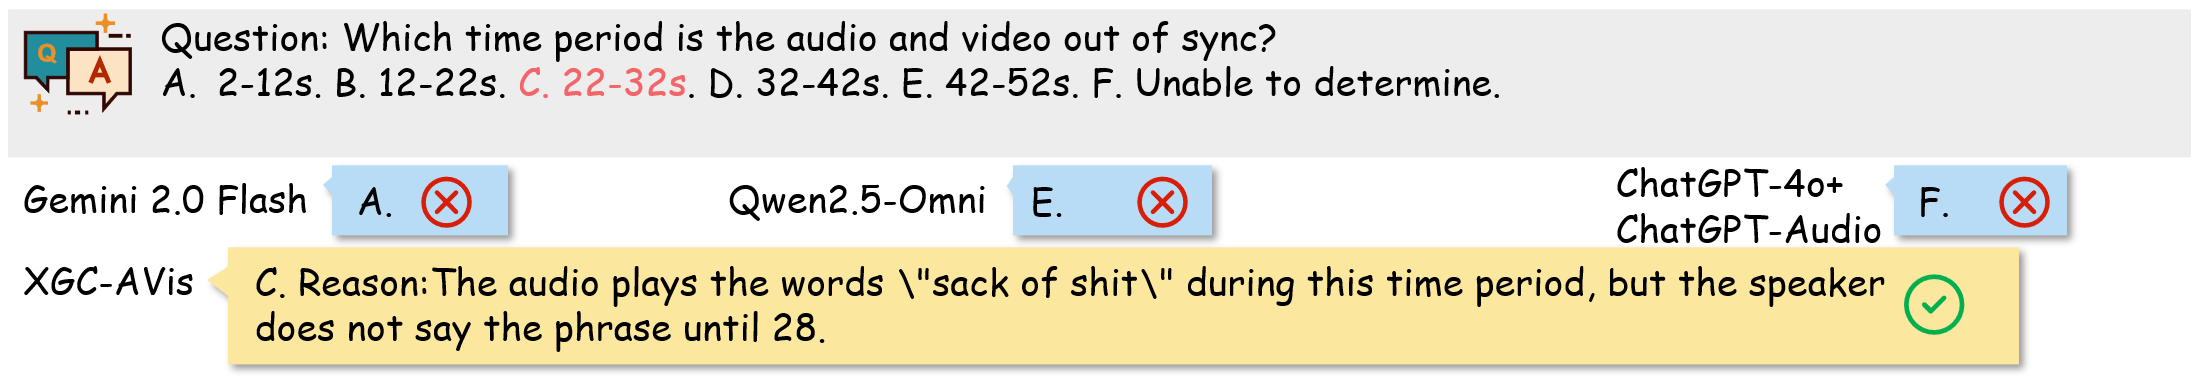 Q
A
Question: Which time period is the audio and video out of sync?
A. 2-12s. B. 12-22s. C. 22-32s. D. 32-42s. E. 42-52s. F. Unable to determine.
Gemini 2.0 Flash
A.
Qwen2.5-Omni
E.
ChatGPT-4o+
ChatGPT-Audio
F.
XGC-AVis
C. Reason:The audio plays the words \"sack of shit\" during this time period, but the speaker
does not say the phrase until 28.